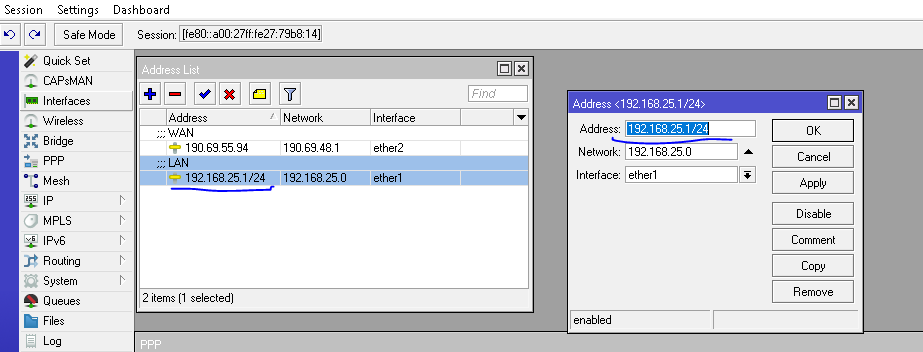 Session Settings Dashboard
Safe Mode Session: [fe80::a00:27ff:fe27:79b8:14]
Quick Set
CAPsMAN
Interfaces
Wireless
Bridge
PPP
Mesh
255 IP
MPLS
v6 IPv6
Routing
System
Queues
Files
Log
Address List
Find
Address Network Interface
;;; WAN
190.69.55.94 190.69.48.1 ether2
;;; LAN
192.168.25.1/24 192.168.25.0 ether1
2 items (1 selected)
Address <192.168.25.1/24>
Address: 192.168.25.1/24
Network: 192.168.25.0
Interface: ether1
OK
Cancel
Apply
Disable
Comment
Copy
Remove
enabled
PPP